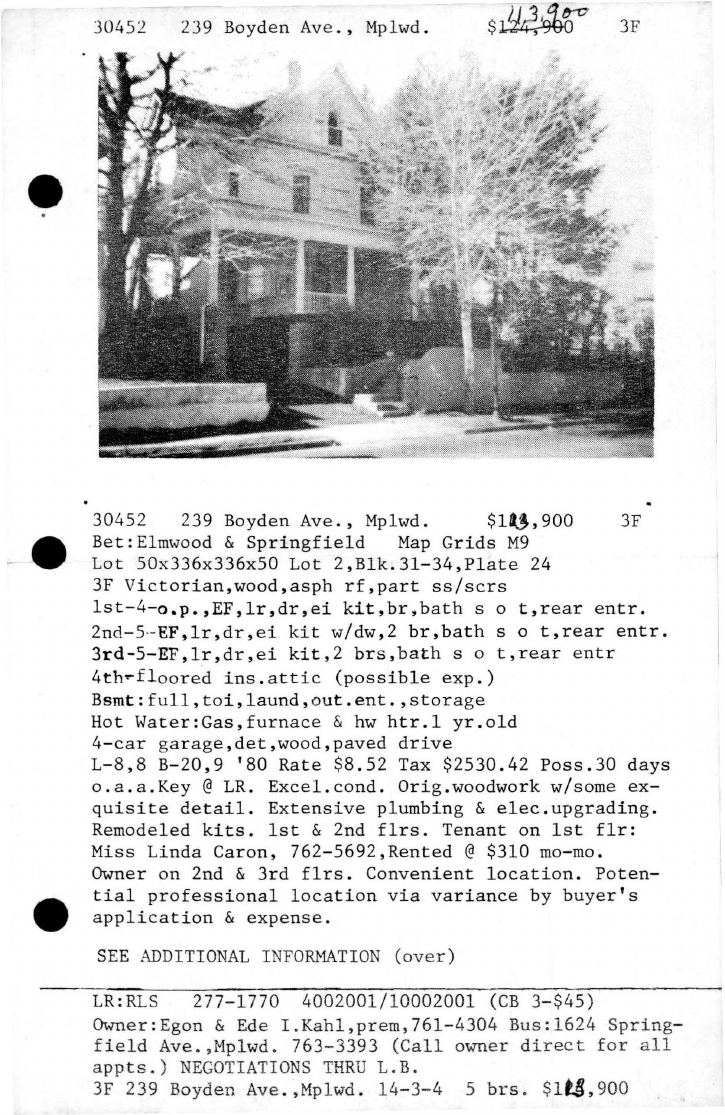 113,900
30452 239 Boyden Ave., Mplwd. $124,900 3F
30452 239 Boyden Ave., Mplwd. $113,900 3F
Bet:Elmwood & Springfield Map Grids M9
Lot 50x336x336x50 Lot 2,Blk.31-34,Plate 24
3F Victorian,wood,asph rf,part ss/scrs
1st-4-o.p.,EF,lr,dr,ei kit,br,bath s o t,rear entr.
2nd-5-EF,lr,dr,ei kit w/dw,2 br,bath s o t,rear entr.
3rd-5-EF,lr,dr,ei kit,2 brs,bath s o t,rear entr
4th-floored ins.attic (possible exp.)
Bsmt:full,toi,laund,out.ent.,storage
Hot Water:Gas,furnace & hw htr.1 yr.old
4-car garage,det,wood,paved drive
L-8,8 B-20,9 '80 Rate $8.52 Tax $2530.42 Poss.30 days
o.a.a.Key @ LR. Excel.cond. Orig.woodwork w/some ex-
quisite detail. Extensive plumbing & elec.upgrading.
Remodeled kits. 1st & 2nd flrs. Tenant on 1st flr:
Miss Linda Caron, 762-5692,Rented @ $310 mo-mo.
Owner on 2nd & 3rd flrs. Convenient location. Poten-
tial professional location via variance by buyer's
application & expense.
SEE ADDITIONAL INFORMATION (over)
LR:RLS 277-1770 4002001/10002001 (CB 3-$45)
Owner:Egon & Ede I.Kahl,prem,761-4304 Bus:1624 Spring-
field Ave.,Mplwd. 763-3393 (Call owner direct for all
appts.) NEGOTIATIONS THRU L.B.
3F 239 Boyden Ave.,Mplwd. 14-3-4 5 brs. $113,900